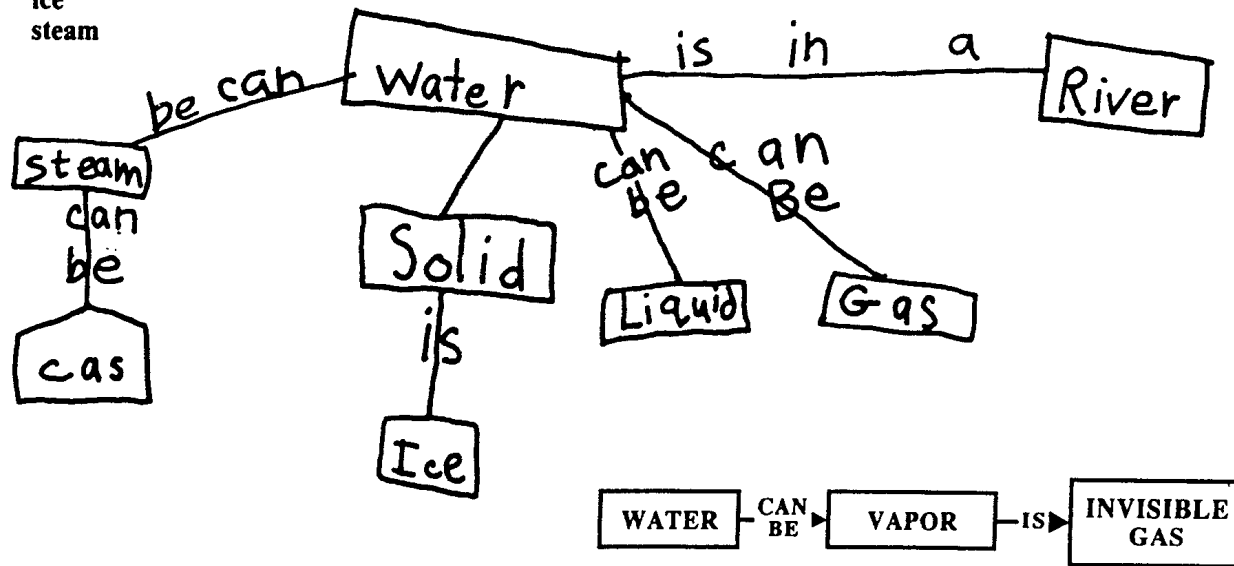 ice
steam
is in a
Water
River
be can
steam
can
be
can
be
can
Be
Solid
Liquid
Gas
is
cas
Ice
WATER
CAN
BE
VAPOR
IS
INVISIBLE
GAS